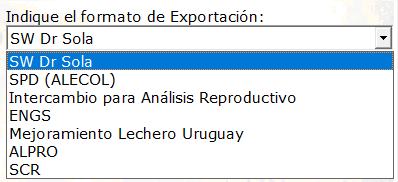 Indique el formato de Exportación:
SW Dr Sola
SW Dr Sola
SPD (ALECOL)
Intercambio para Análisis Reproductivo
ENGS
Mejoramiento Lechero Uruguay
ALPRO
SCR